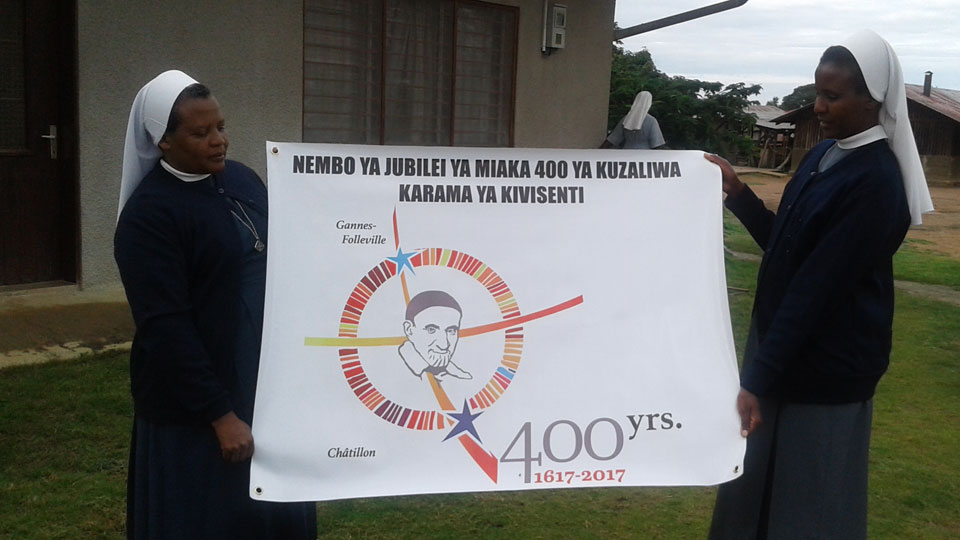 NEMBO YA JUBILEI YA MIAKA 400 YA KUZALIWA
KARAMA YA KIVISENTI
Gannes-
Folleville
Châtillon
400 yrs.
1617-2017